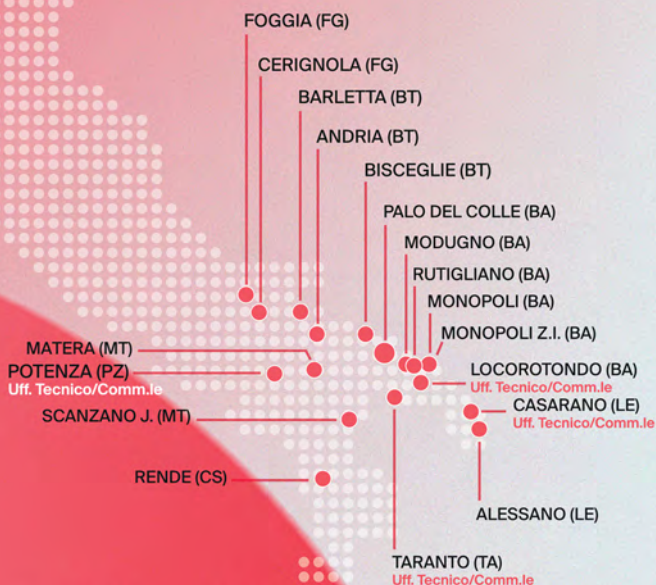 FOGGIA (FG)
CERIGNOLA (FG)
BARLETTA (BT)
ANDRIA (BT)
BISCEGLIE (BT)
PALO DEL COLLE (BA)
MODUGNO (BA)
RUTIGLIANO (BA)
MONOPOLI (BA)
MONOPOLI Z.I. (BA)
MATERA (MT)
POTENZA (PZ)
Uff. Tecnico/Comm.le
LOCOROTONDO (BA)
Uff. Tecnico/Comm.le
CASARANO (LE)
Uff. Tecnico/Comm.le
SCANZANO J. (MT)
RENDE (CS)
ALESSANO (LE)
TARANTO (TA)
Uff. Tecnico/Comm.le